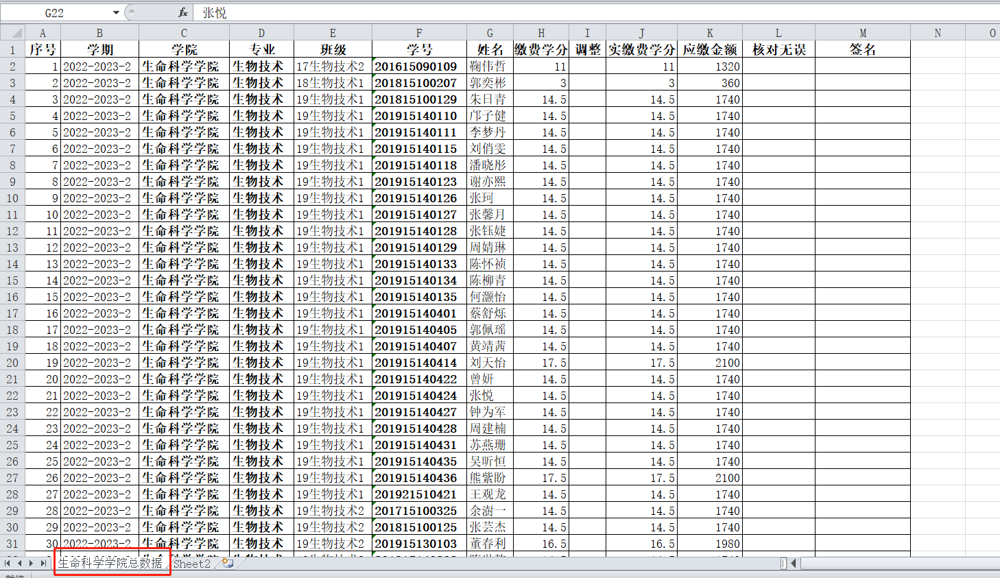 G22 fx 张悦
A B C D E F G H I J K L M N O
1 序号 学期 学院 专业 班级 学号 姓名 缴费学分 调整 实缴费学分 应缴金额 核对无误 签名
2 1 2022-2023-2 生命科学学院 生物技术 17生物技术2 201615090109 鞠伟哲 11 11 1320
3 2 2022-2023-2 生命科学学院 生物技术 18生物技术1 201815100207 郭奕彬 3 3 360
4 3 2022-2023-2 生命科学学院 生物技术 19生物技术1 201815100129 朱日青 14.5 14.5 1740
5 4 2022-2023-2 生命科学学院 生物技术 19生物技术1 201915140110 邝子健 14.5 14.5 1740
6 5 2022-2023-2 生命科学学院 生物技术 19生物技术1 201915140111 李梦丹 14.5 14.5 1740
7 6 2022-2023-2 生命科学学院 生物技术 19生物技术1 201915140115 刘俏雯 14.5 14.5 1740
8 7 2022-2023-2 生命科学学院 生物技术 19生物技术1 201915140118 潘晓彤 14.5 14.5 1740
9 8 2022-2023-2 生命科学学院 生物技术 19生物技术1 201915140123 谢亦熙 14.5 14.5 1740
10 9 2022-2023-2 生命科学学院 生物技术 19生物技术1 201915140126 张珂 14.5 14.5 1740
11 10 2022-2023-2 生命科学学院 生物技术 19生物技术1 201915140127 张馨月 14.5 14.5 1740
12 11 2022-2023-2 生命科学学院 生物技术 19生物技术1 201915140128 张钰婕 14.5 14.5 1740
13 12 2022-2023-2 生命科学学院 生物技术 19生物技术1 201915140129 周婧琳 14.5 14.5 1740
14 13 2022-2023-2 生命科学学院 生物技术 19生物技术1 201915140133 陈怀祯 14.5 14.5 1740
15 14 2022-2023-2 生命科学学院 生物技术 19生物技术1 201915140134 陈柳青 14.5 14.5 1740
16 15 2022-2023-2 生命科学学院 生物技术 19生物技术1 201915140135 何灏怡 14.5 14.5 1740
17 16 2022-2023-2 生命科学学院 生物技术 19生物技术1 201915140401 蔡舒烁 14.5 14.5 1740
18 17 2022-2023-2 生命科学学院 生物技术 19生物技术1 201915140405 郭佩瑶 14.5 14.5 1740
19 18 2022-2023-2 生命科学学院 生物技术 19生物技术1 201915140407 黄靖茜 14.5 14.5 1740
20 19 2022-2023-2 生命科学学院 生物技术 19生物技术1 201915140414 刘天怡 17.5 17.5 2100
21 20 2022-2023-2 生命科学学院 生物技术 19生物技术1 201915140422 曾妍 14.5 14.5 1740
22 21 2022-2023-2 生命科学学院 生物技术 19生物技术1 201915140424 张悦 14.5 14.5 1740
23 22 2022-2023-2 生命科学学院 生物技术 19生物技术1 201915140427 钟为军 14.5 14.5 1740
24 23 2022-2023-2 生命科学学院 生物技术 19生物技术1 201915140428 周建楠 14.5 14.5 1740
25 24 2022-2023-2 生命科学学院 生物技术 19生物技术1 201915140431 苏燕珊 14.5 14.5 1740
26 25 2022-2023-2 生命科学学院 生物技术 19生物技术1 201915140435 吴昕恒 14.5 14.5 1740
27 26 2022-2023-2 生命科学学院 生物技术 19生物技术1 201915140436 熊紫盼 17.5 17.5 2100
28 27 2022-2023-2 生命科学学院 生物技术 19生物技术1 201921510421 王观龙 14.5 14.5 1740
29 28 2022-2023-2 生命科学学院 生物技术 19生物技术2 201715100325 余澍一 14.5 14.5 1740
30 29 2022-2023-2 生命科学学院 生物技术 19生物技术2 201815100125 张芸杰 14.5 14.5 1740
31 30 2022-2023-2 生命科学学院 生物技术 19生物技术2 201915130103 董春利 16.5 16.5 1980
生命科学学院总数据 Sheet2